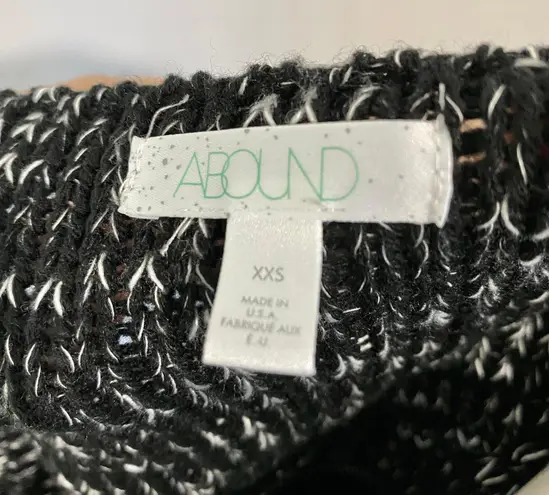 ABOUND
XXS
MADE IN
U.S.A.
FABRIQUÉ AUX
É.-U.